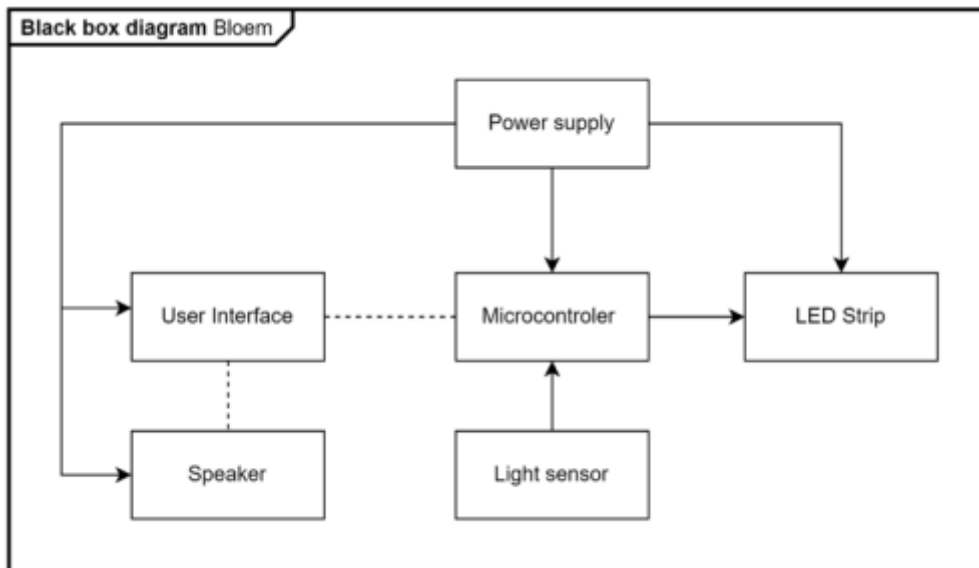 Black box diagram Bloem
Power supply
User Interface
Microcontroler
LED Strip
Speaker
Light sensor